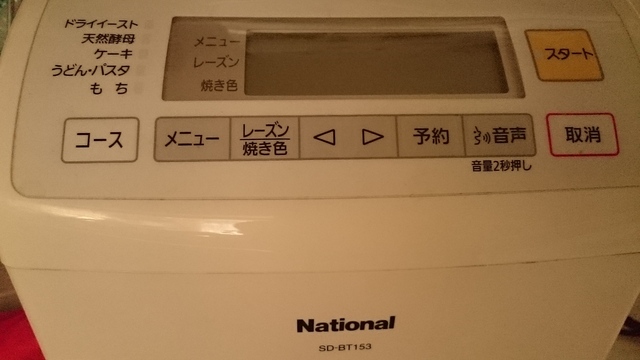 ドライイースト
天然酵母
ケーキ
うどん・パスタ
もち
メニュー
レーズン
焼き色
スタート
コース
メニュー
レーズン
焼き色
◁ ▷
予約
音声
取消
音量2秒押し
National
SD-BT153